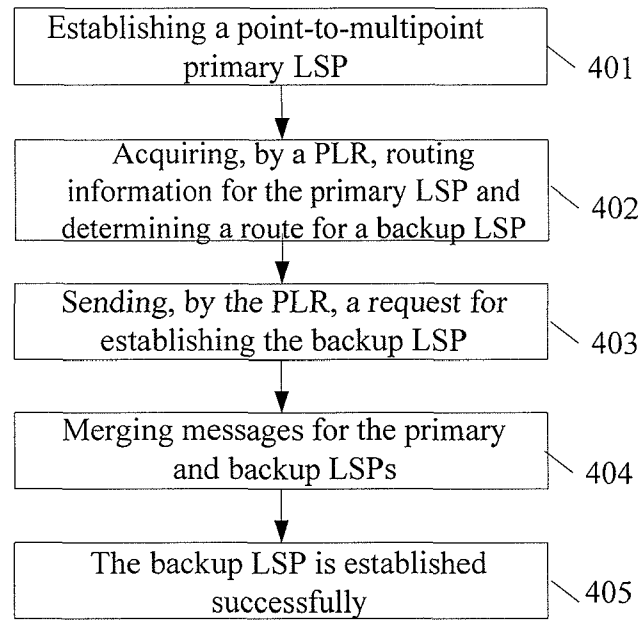 Establishing a point-to-multipoint
primary LSP
401
Acquiring, by a PLR, routing
information for the primary LSP and
determining a route for a backup LSP
402
Sending, by the PLR, a request for
establishing the backup LSP
403
Merging messages for the primary
and backup LSPs
404
The backup LSP is established
successfully
405